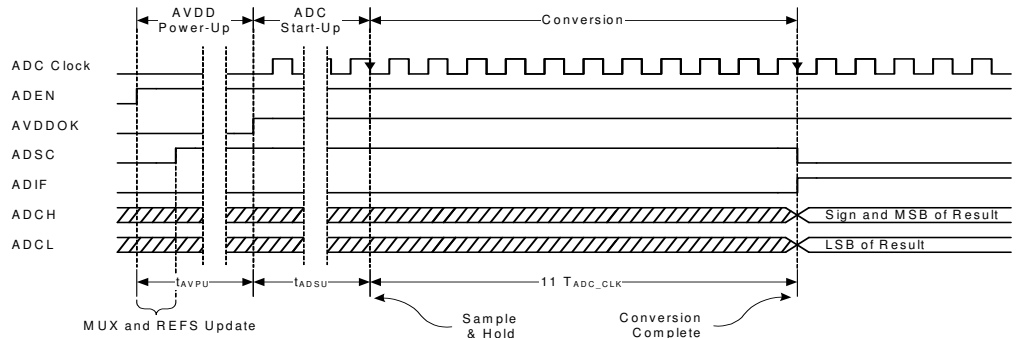 AVDD
Power-Up
ADC
Start-Up
Conversion
ADC Clock
ADEN
AVDDOK
ADSC
ADIF
ADCH
Sign and MSB of Result
ADCL
LSB of Result
tAVPU
tADSU
11 TADC_CLK
MUX and REFS Update
Sample
& Hold
Conversion
Complete